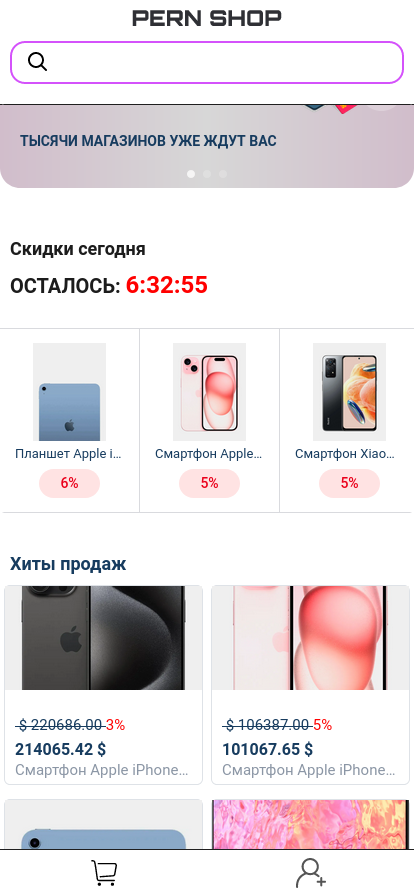 PERN SHOP
ТЫСЯЧИ МАГАЗИНОВ УЖЕ ЖДУТ ВАС
Скидки сегодня
ОСТАЛОСЬ: 6:32:55
Планшет Apple i...
Смартфон Apple...
Смартфон Xiao...
6%
5%
5%
Хиты продаж
$ 220686.00 3%
214065.42 $
Смартфон Apple iPhone...
$ 106387.00 5%
101067.65 $
Смартфон Apple iPhone...